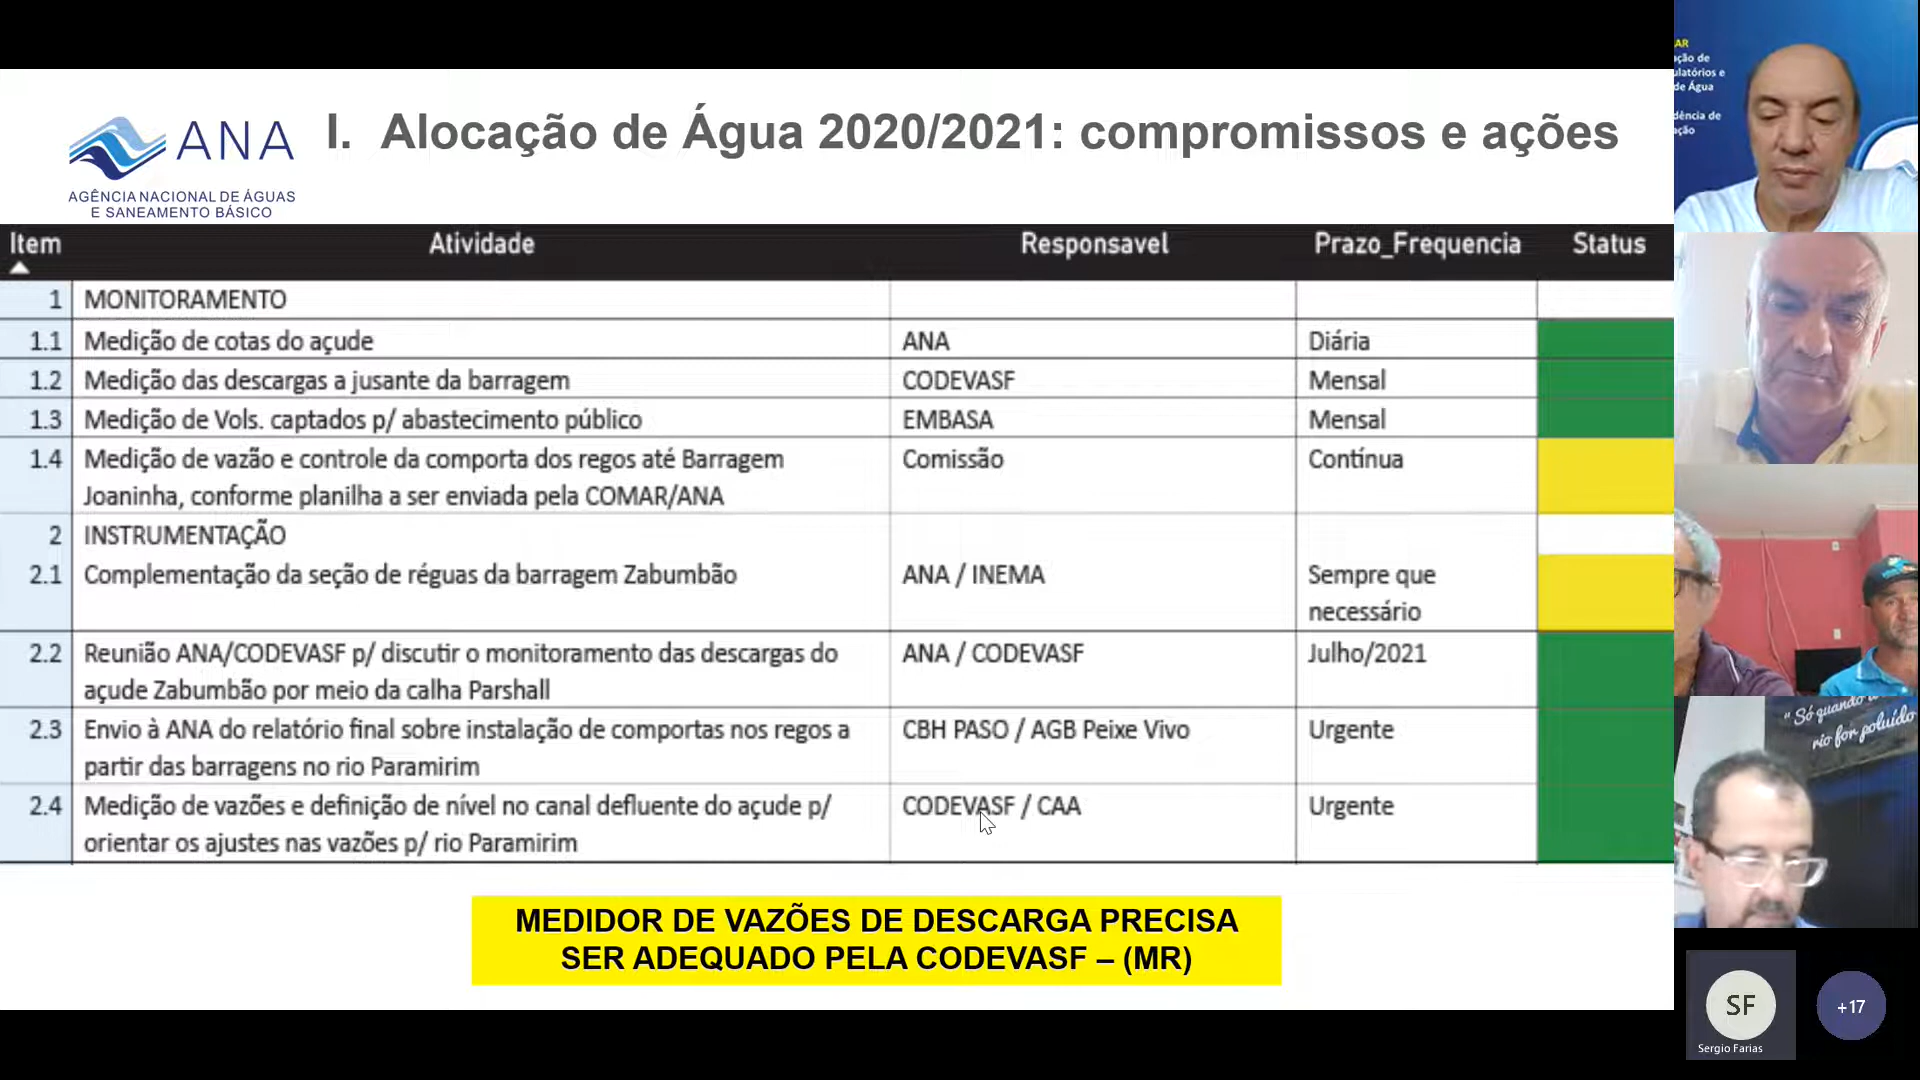 ANA
AGÊNCIA NACIONAL DE ÁGUAS
E SANEAMENTO BÁSICO
I. Alocação de Água 2020/2021: compromissos e ações
Item Atividade Responsavel Prazo_Frequencia Status
1 MONITORAMENTO
1.1 Medição de cotas do açude ANA Diária
1.2 Medição das descargas a jusante da barragem CODEVASF Mensal
1.3 Medição de Vols. captados p/ abastecimento público EMBASA Mensal
1.4 Medição de vazão e controle da comporta dos regos até Barragem Comissão Contínua
Joaninha, conforme planilha a ser enviada pela COMAR/ANA
2 INSTRUMENTAÇÃO
2.1 Complementação da seção de réguas da barragem Zabumbão ANA / INEMA Sempre que
necessário
2.2 Reunião ANA/CODEVASF p/ discutir o monitoramento das descargas do ANA / CODEVASF Julho/2021
açude Zabumbão por meio da calha Parshall
2.3 Envio à ANA do relatório final sobre instalação de comportas nos regos a CBH PASO / AGB Peixe Vivo Urgente
partir das barragens no rio Paramirim
2.4 Medição de vazões e definição de nível no canal defluente do açude p/ CODEVASF / CAA Urgente
orientar os ajustes nas vazões p/ rio Paramirim
MEDIDOR DE VAZÕES DE DESCARGA PRECISA
SER ADEQUADO PELA CODEVASF – (MR)
AR
ação de
ulatórios e
de Água
dência de
ação
"Só quando
rio for poluído
SF
Sergio Farias
+17